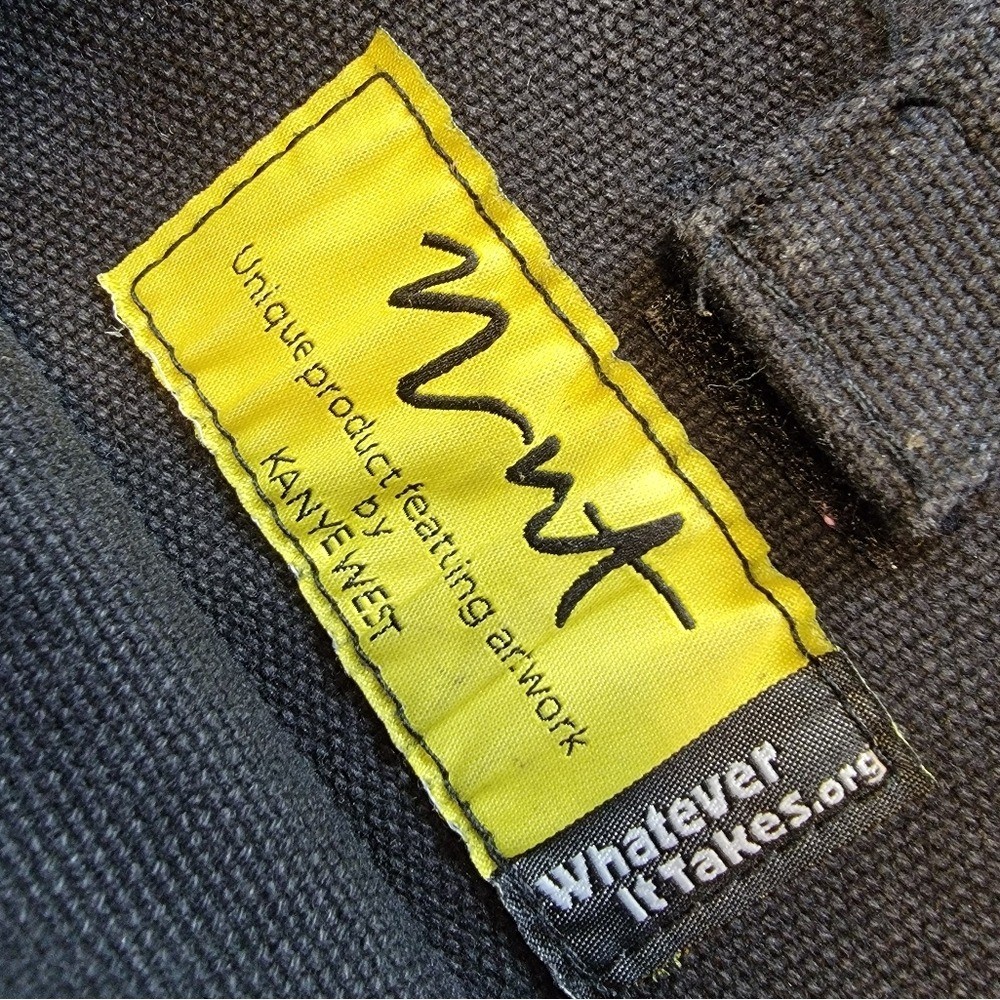 Unique product featuring artwork
by
KANYE WEST
Whatever
It Takes.org